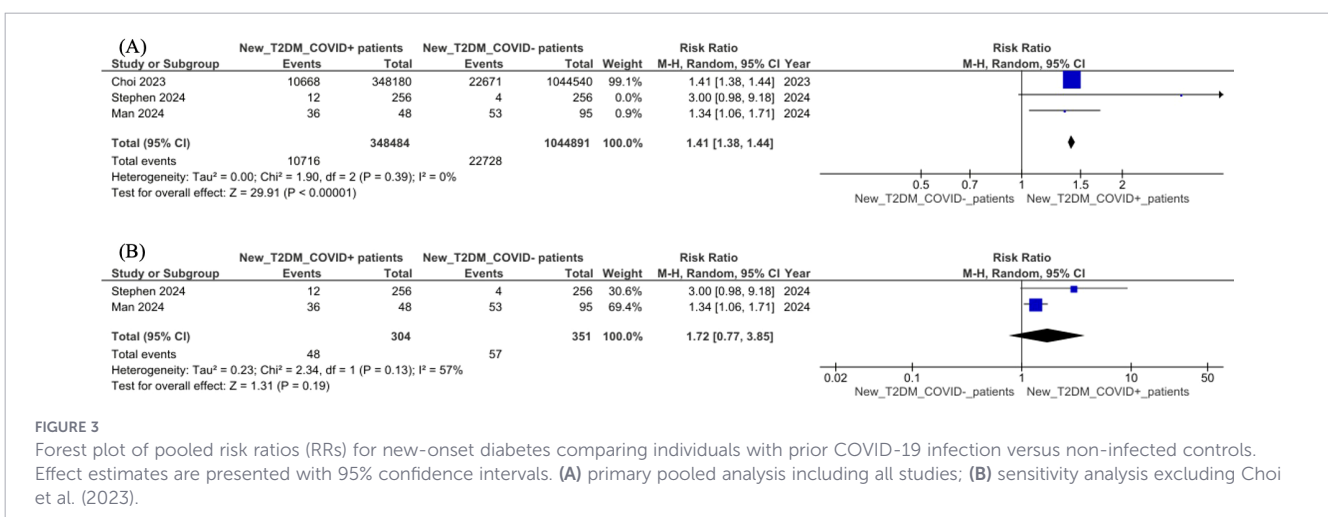 (A)
New_T2DM_COVID+ patients New_T2DM_COVID- patients Risk Ratio Risk Ratio
Study or Subgroup Events Total Events Total Weight M-H, Random, 95% CI Year M-H, Random, 95% CI
Choi 2023 10668 348180 22671 1044540 99.1% 1.41 [1.38, 1.44] 2023
Stephen 2024 12 256 4 256 0.0% 3.00 [0.98, 9.18] 2024
Man 2024 36 48 53 95 0.9% 1.34 [1.06, 1.71] 2024
Total (95% CI) 348484 1044891 100.0% 1.41 [1.38, 1.44]
Total events 10716 22728
Heterogeneity: Tau² = 0.00; Chi² = 1.90, df = 2 (P = 0.39); I² = 0%
Test for overall effect: Z = 29.91 (P < 0.00001)
0.5 0.7 1 1.5 2
New_T2DM_COVID-_patients New_T2DM_COVID+_patients
(B)
New_T2DM_COVID+ patients New_T2DM_COVID- patients Risk Ratio Risk Ratio
Study or Subgroup Events Total Events Total Weight M-H, Random, 95% CI Year M-H, Random, 95% CI
Stephen 2024 12 256 4 256 30.6% 3.00 [0.98, 9.18] 2024
Man 2024 36 48 53 95 69.4% 1.34 [1.06, 1.71] 2024
Total (95% CI) 304 351 100.0% 1.72 [0.77, 3.85]
Total events 48 57
Heterogeneity: Tau² = 0.23; Chi² = 2.34, df = 1 (P = 0.13); I² = 57%
Test for overall effect: Z = 1.31 (P = 0.19)
0.02 0.1 1 10 50
New_T2DM_COVID-_patients New_T2DM_COVID+_patients
FIGURE 3
Forest plot of pooled risk ratios (RRs) for new-onset diabetes comparing individuals with prior COVID-19 infection versus non-infected controls.
Effect estimates are presented with 95% confidence intervals. (A) primary pooled analysis including all studies; (B) sensitivity analysis excluding Choi
et al. (2023).